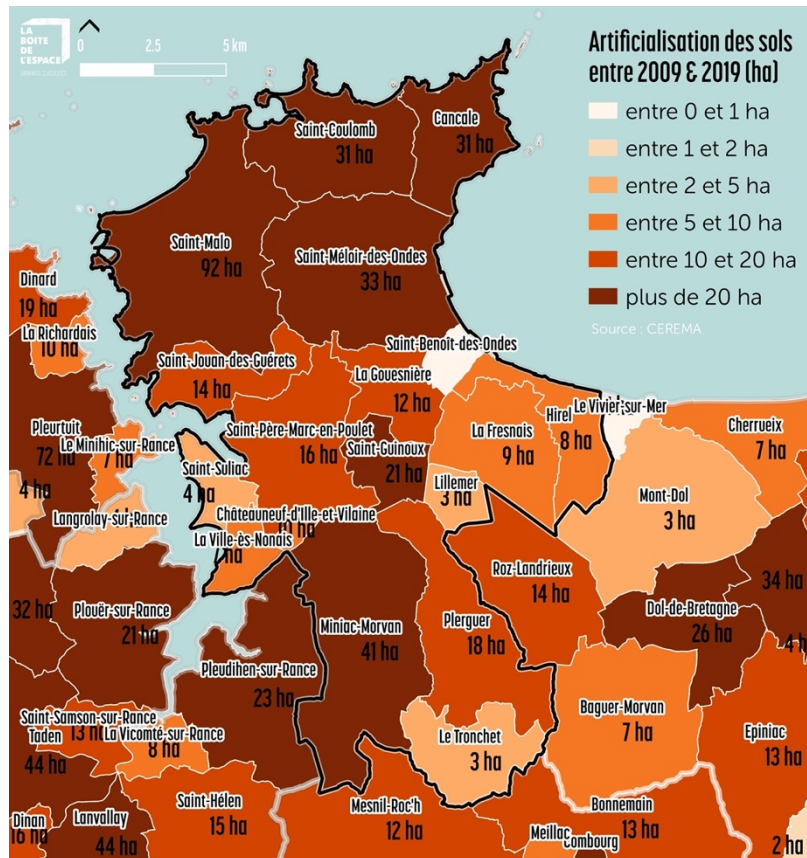 LA
BOITE
DE
L'ESPACE
0 2.5 5 km
Artificialisation des sols
entre 2009 & 2019 (ha)
entre 0 et 1 ha
entre 1 et 2 ha
entre 2 et 5 ha
entre 5 et 10 ha
entre 10 et 20 ha
plus de 20 ha
Source : CEREMA
Saint-Coulomb
31 ha
Cancale
31 ha
Saint-Malo
92 ha
Saint-Méloir-des-Ondes
33 ha
Dinard
19 ha
La Richardais
10 ha
Saint-Benoît-des-Ondes
Saint-Jouan-des-Guérets
14 ha
La Gouesnière
12 ha
Le Vivier-sur-Mer
Hirel
8 ha
La Fresnais
9 ha
Cherrueix
7 ha
Pleurtuit
72 ha
Le Minihic-sur-Rance
7 ha
Saint-Père-Marc-en-Poulet
16 ha
Saint-Guinoux
21 ha
Saint-Suliac
4 ha
4 ha
Lillemer
3 ha
Mont-Dol
3 ha
Langrolay-sur-Rance
Châteauneuf-d'Ille-et-Vilaine
10 ha
La Ville-ès-Nonais
ha
Roz-Landrieux
14 ha
34 ha
32 ha
Plouër-sur-Rance
21 ha
Miniac-Morvan
41 ha
Plerguer
18 ha
Dol-de-Bretagne
26 ha
4 h
Pleudihen-sur-Rance
23 ha
Saint-Samson-sur-Rance
13 ha
Taden
44 ha
La Vicomté-sur-Rance
8 ha
Le Tronchet
3 ha
Baguer-Morvan
7 ha
Epiniac
13 ha
Saint-Hélen
15 ha
Mesnil-Roc'h
12 ha
Bonnemain
13 ha
Dinan
16 ha
Lanvallay
44 ha
Meillac
Combourg
2 ha